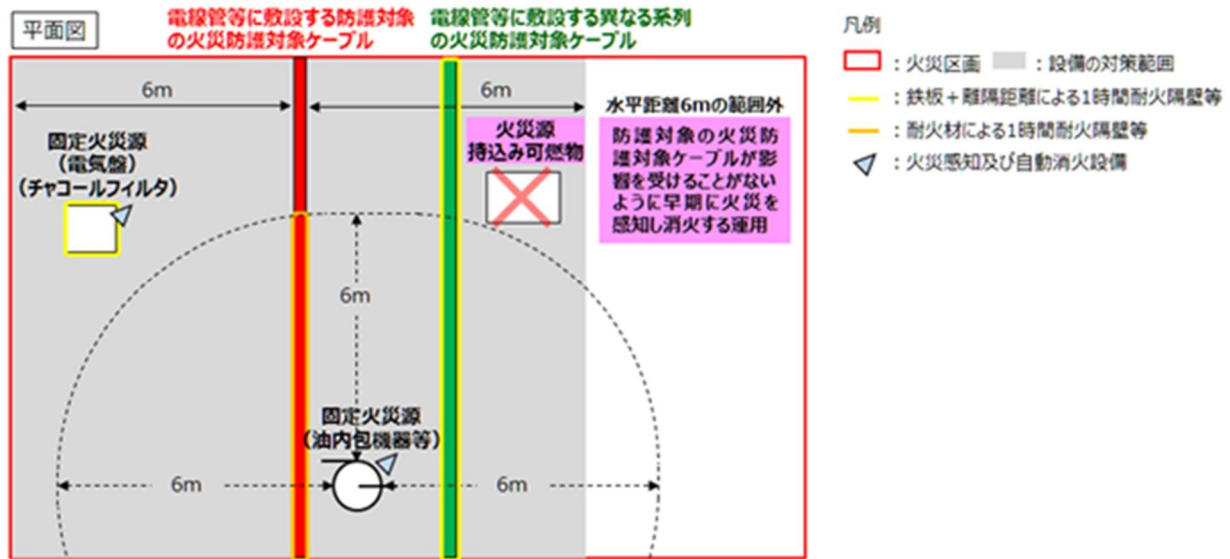 平面図
電線管等に敷設する防護対象
の火災防護対象ケーブル
電線管等に敷設する異なる系列
の火災防護対象ケーブル
6m
6m
水平距離6mの範囲外
固定火災源
(電気盤)
(チャコールフィルタ)
火災源
持込み可燃物
防護対象の火災防
護対象ケーブルが影
響を受けることがない
ように早期に火災を
感知し消火する運用
6m
固定火災源
(油内包機器等)
6m
6m
凡例
:火災区画
:設備の対策範囲
:鉄板+離隔距離による1時間耐火隔壁等
:耐火材による1時間耐火隔壁等
:火災感知及び自動消火設備